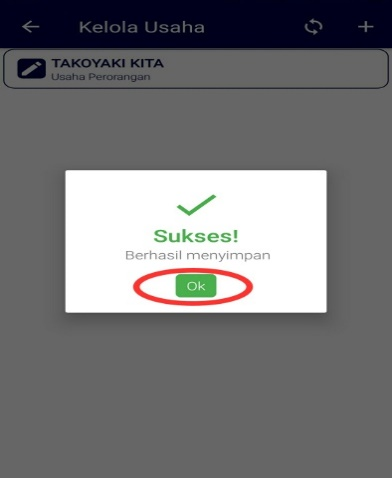 Kelola Usaha
TAKOYAKI KITA
Usaha Perorangan
Sukses!
Berhasil menyimpan
Ok